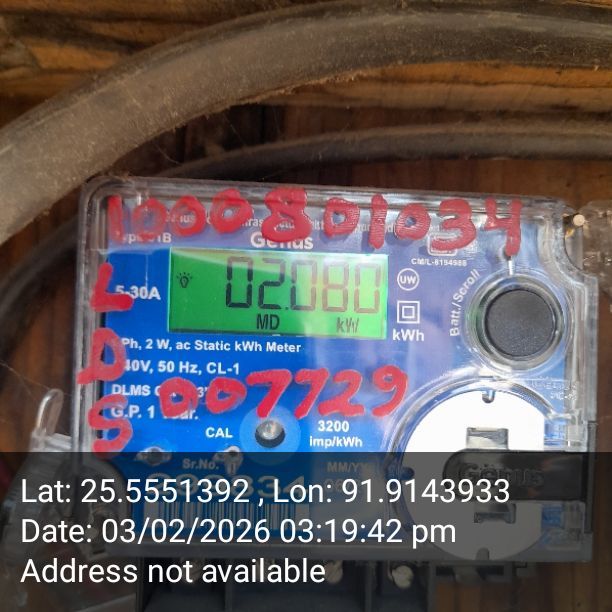 1000801034
Genus
CM/L-6194988
L
D
S
5-30A
02.080
MD kW
UW
kWh
Batt./Scroll
Ph, 2 W, ac Static kWh Meter
40V, 50 Hz, CL-1
DLMS
007729
G.P. 1
CAL
3200
imp/kWh
Sr.No.
MM/YY
Lat: 25.5551392 , Lon: 91.9143933
Date: 03/02/2026 03:19:42 pm
Address not available